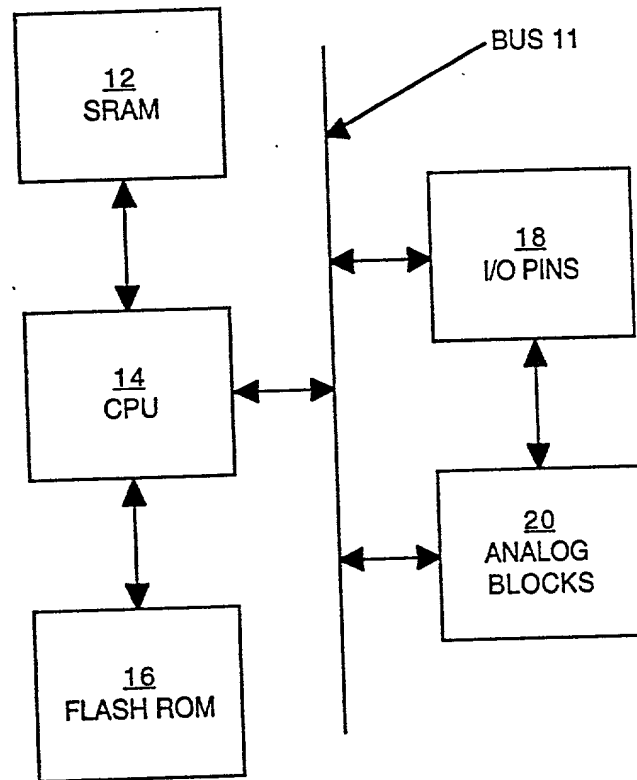 BUS 11
12
SRAM
18
I/O PINS
14
CPU
20
ANALOG
BLOCKS
16
FLASH ROM